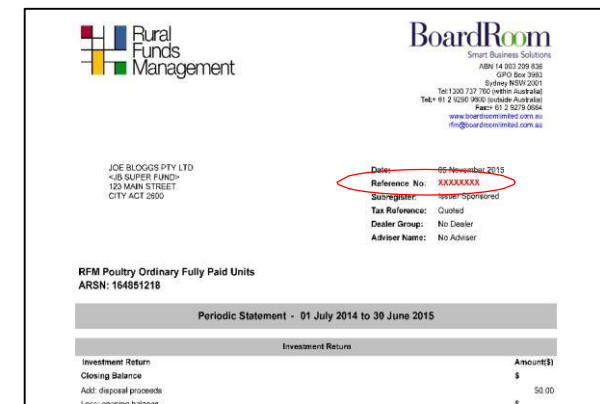 Rural
Funds
Management
BoardRoom
Smart Business Solutions
ABN 14 003 209 836
GPO Box 3993
Sydney NSW 2001
Tel:1300 737 760 (within Australia)
Tel:+ 61 2 9290 9600 (outside Australia)
Fax:+ 61 2 9279 0664
www.boardroomlimited.com.au
rfm@boardroomlimited.com.au
JOE BLOGGS PTY LTD
<JB SUPER FUND>
123 MAIN STREET
CITY ACT 2600
Date: 05 November 2015
Reference No: XXXXXXXX
Subregister: Issuer Sponsored
Tax Reference: Quoted
Dealer Group: No Dealer
Adviser Name: No Adviser
RFM Poultry Ordinary Fully Paid Units
ARSN: 164851218
Periodic Statement - 01 July 2014 to 30 June 2015
Investment Return
Investment Return Amount($)
Closing Balance $
Add: disposal proceeds $0.00
Less: opening balance $